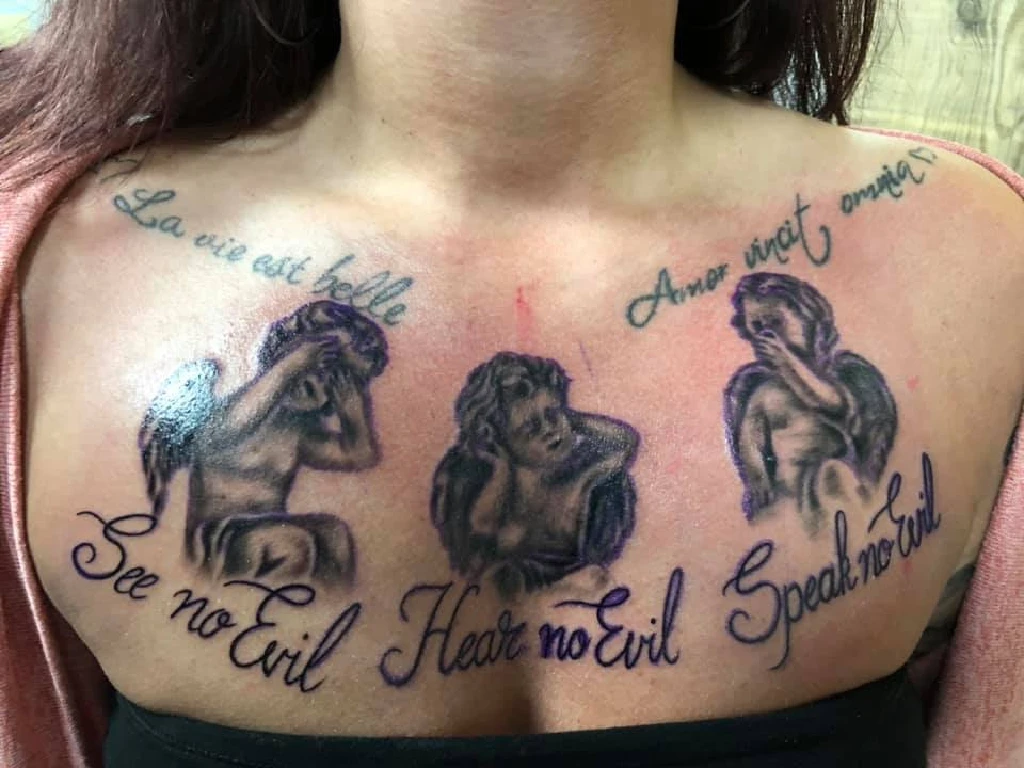 La vie est belle
Amor vincit omnia
See no Evil
Hear no Evil
Speak no Evil